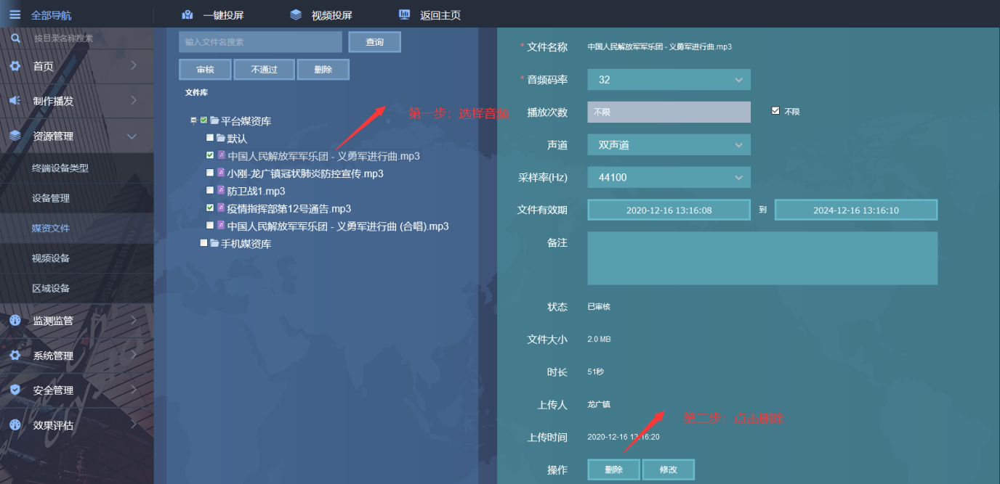 全部导航
一键投屏
视频投屏
返回主页
按目录名称搜索
首页
制作播发
资源管理
终端设备类型
设备管理
媒资文件
视频设备
区域设备
监测监管
系统管理
安全管理
效果评估
输入文件名搜索
查询
审核
不通过
删除
文件库
平台媒资库
默认
中国人民解放军军乐团 - 义勇军进行曲.mp3
小刚-龙广镇冠状肺炎防控宣传.mp3
防卫战1.mp3
疫情指挥部第12号通告.mp3
中国人民解放军军乐团 - 义勇军进行曲 (合唱).mp3
手机媒资库
第一步：选择音频
* 文件名称
中国人民解放军军乐团 - 义勇军进行曲.mp3
* 音频码率
32
播放次数
不限
不限
声道
双声道
采样率(Hz)
44100
文件有效期
2020-12-16 13:16:08
到
2024-12-16 13:16:10
备注
状态
已审核
文件大小
2.0 MB
时长
51秒
上传人
龙广镇
第二步：点击删除
上传时间
2020-12-16 13:16:20
操作
删除
修改